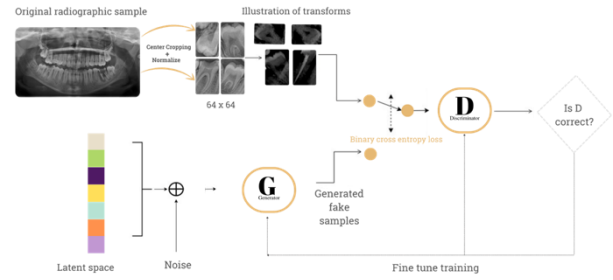 Original radiographic sample
Illustration of transforms
Center Cropping
+
Normalize
64 x 64
D
Discriminator
Is D
correct?
Binary cross entropy loss
G
Generator
Generated
fake
samples
Latent space
Noise
Fine tune training